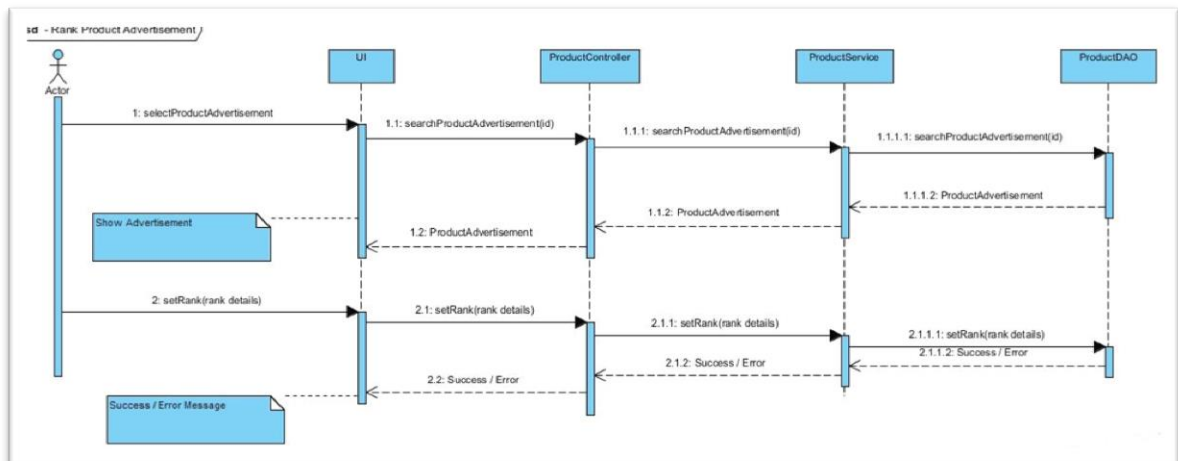 sd - Rank Product Advertisement
Actor
UI
ProductController
ProductService
ProductDAO
1: selectProductAdvertisement
1.1: searchProductAdvertisement(id)
1.1.1: searchProductAdvertisement(id)
1.1.1.1: searchProductAdvertisement(id)
1.1.1.2: ProductAdvertisement
1.1.2: ProductAdvertisement
1.2: ProductAdvertisement
Show Advertisement
2: setRank(rank details)
2.1: setRank(rank details)
2.1.1: setRank(rank details)
2.1.1.1: setRank(rank details)
2.1.1.2: Success / Error
2.1.2: Success / Error
2.2: Success / Error
Success / Error Message